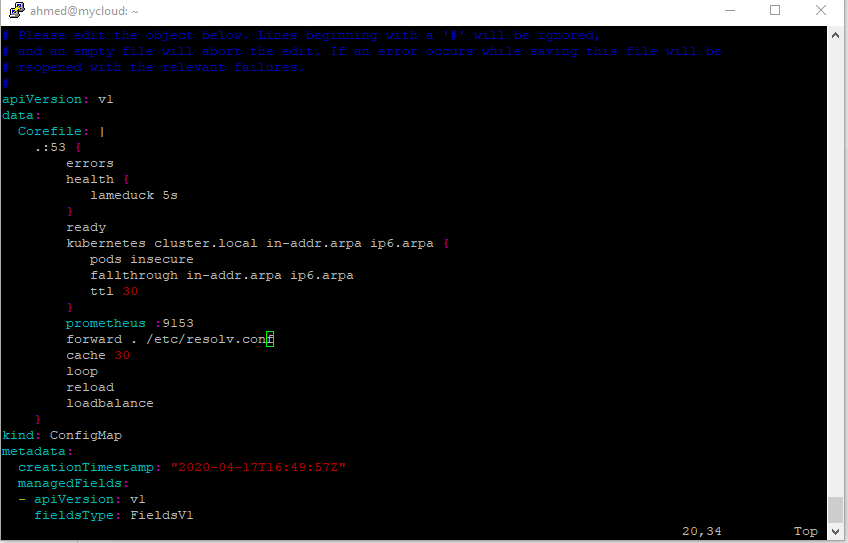 ahmed@mycloud: ~
# Please edit the object below. Lines beginning with a '#' will be ignored,
# and an empty file will abort the edit. If an error occurs while saving this file will be
# reopened with the relevant failures.
#
apiVersion: v1
data:
  Corefile: |
    .:53 {
        errors
        health {
           lameduck 5s
        }
        ready
        kubernetes cluster.local in-addr.arpa ip6.arpa {
           pods insecure
           fallthrough in-addr.arpa ip6.arpa
           ttl 30
        }
        prometheus :9153
        forward . /etc/resolv.conf
        cache 30
        loop
        reload
        loadbalance
    }
kind: ConfigMap
metadata:
  creationTimestamp: "2020-04-17T16:49:57Z"
  managedFields:
  - apiVersion: v1
    fieldsType: FieldsV1
20,34 Top